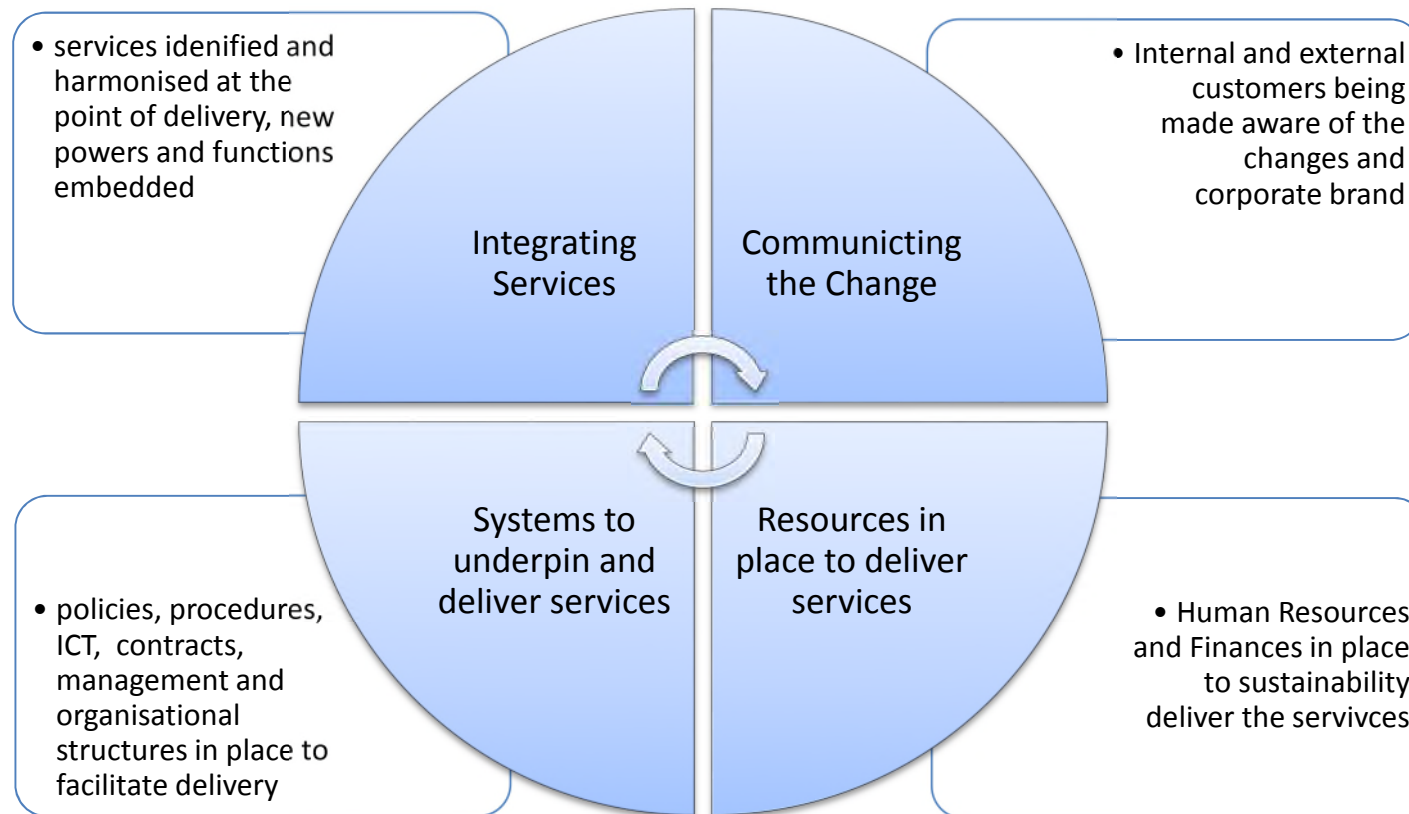 • services idenified and
harmonised at the
point of delivery, new
powers and functions
embedded
Integrating
Services
Communicting
the Change
• Internal and external
customers being
made aware of the
changes and
corporate brand
• policies, procedures,
ICT, contracts,
management and
organisational
structures in place to
facilitate delivery
Systems to
underpin and
deliver services
Resources in
place to deliver
services
• Human Resources
and Finances in place
to sustainability
deliver the servivces